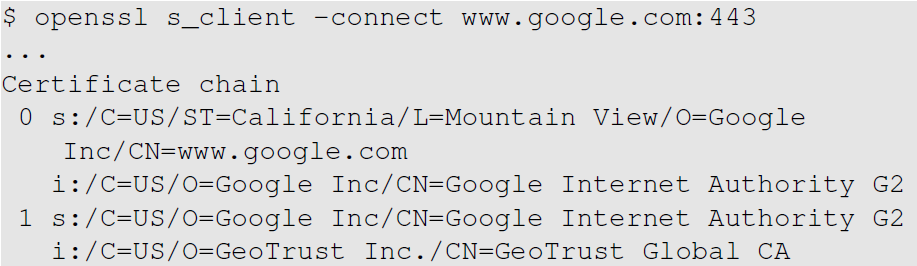 $ openssl s_client -connect www.google.com:443
...
Certificate chain
0 s:/C=US/ST=California/L=Mountain View/O=Google
Inc/CN=www.google.com
i:/C=US/O=Google Inc/CN=Google Internet Authority G2
1 s:/C=US/O=Google Inc/CN=Google Internet Authority G2
i:/C=US/O=GeoTrust Inc./CN=GeoTrust Global CA